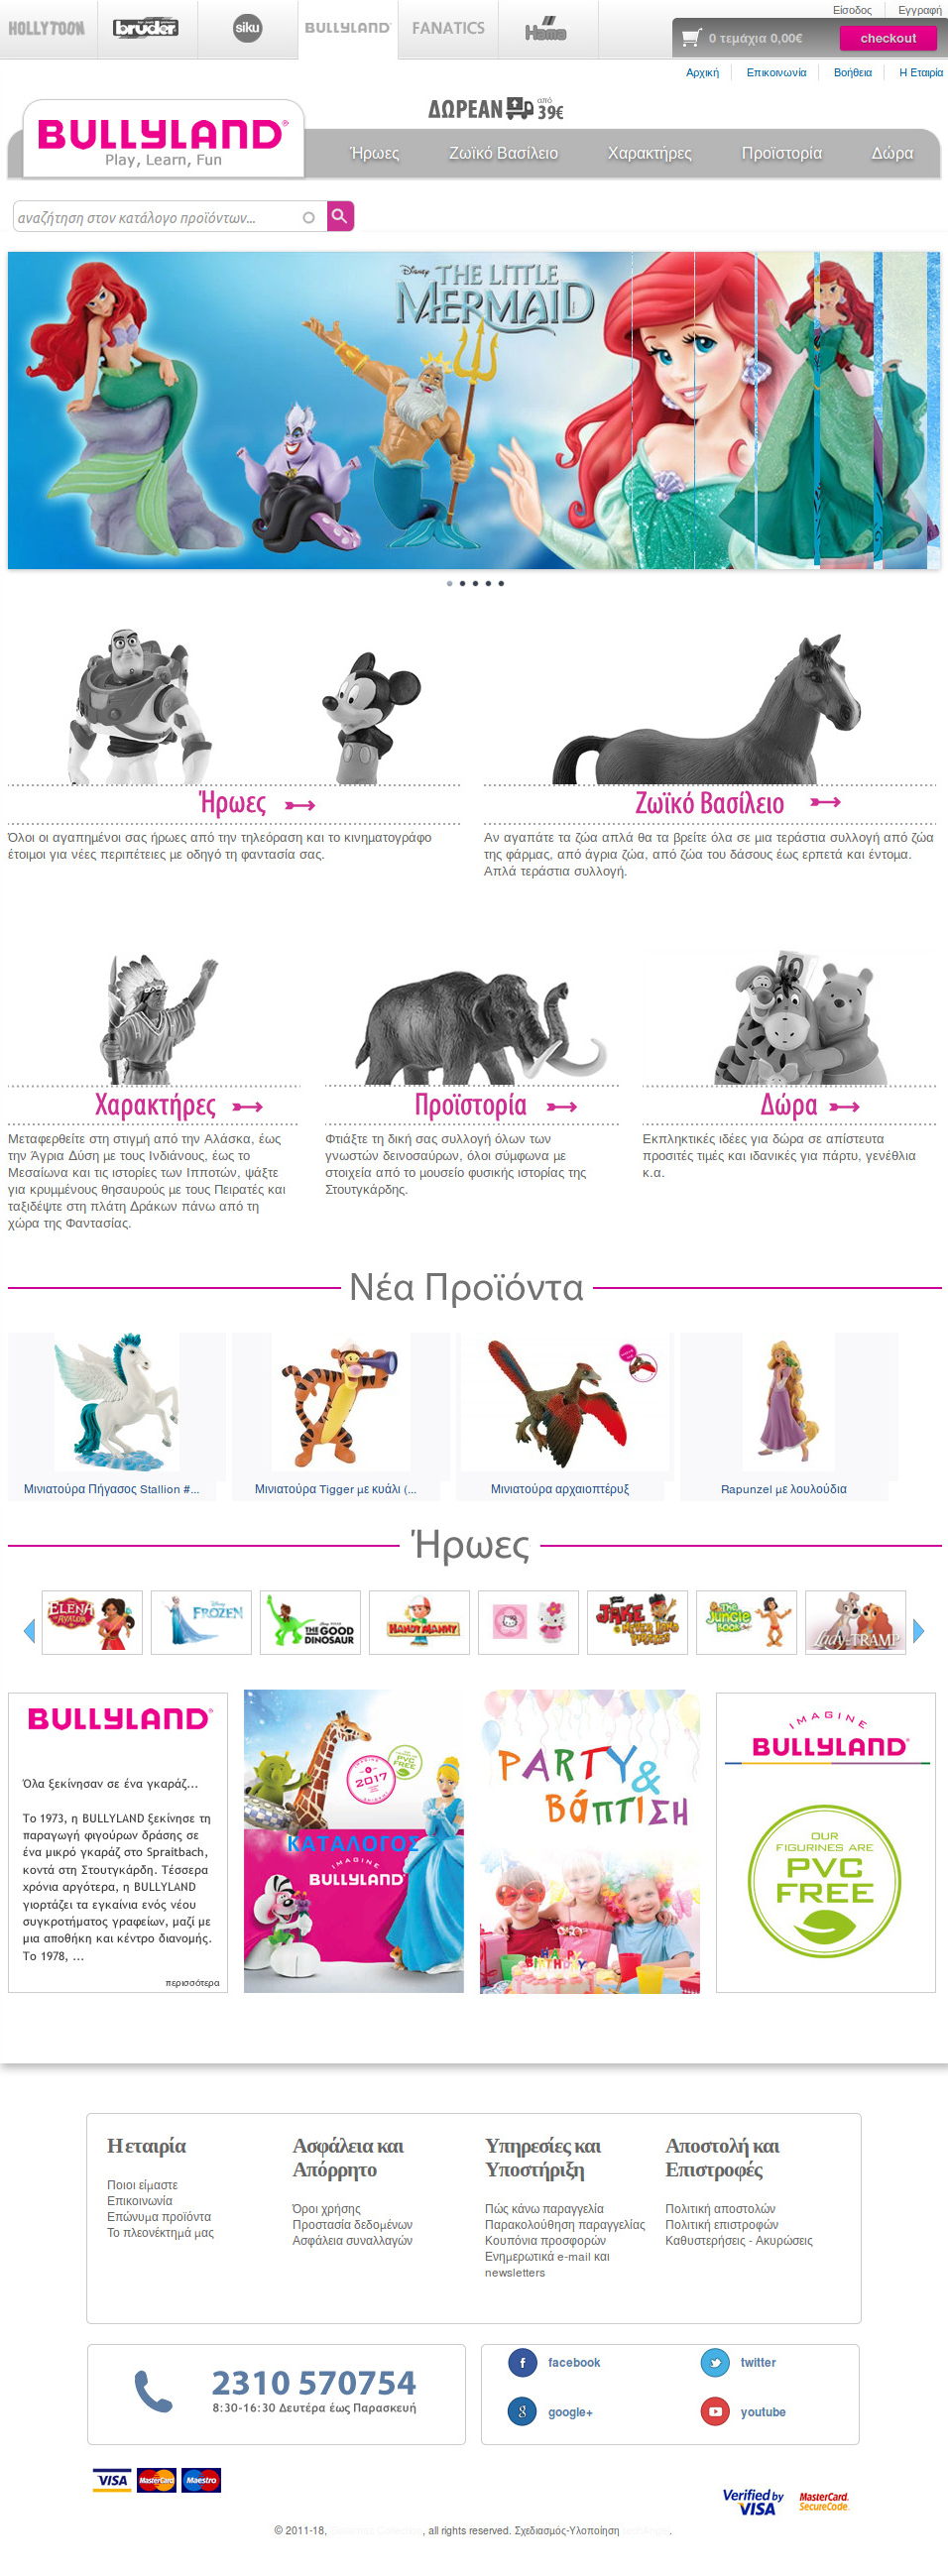 Είσοδος Εγγραφή
HOLLYTOON bruder siku BULLYLAND FANATICS Hama
0 τεμάχια 0,00€ checkout
Αρχική Επικοινωνία Βοήθεια Η Εταιρία
ΔΩΡΕΑΝ από 39€
BULLYLAND®
Play, Learn, Fun
Ήρωες Ζωϊκό Βασίλειο Χαρακτήρες Προϊστορία Δώρα
αναζήτηση στον κατάλογο προϊόντων...
Disney THE LITTLE
MERMAID
Ήρωες
Όλοι οι αγαπημένοι σας ήρωες από την τηλεόραση και το κινηματογράφο
έτοιμοι για νέες περιπέτειες με οδηγό τη φαντασία σας.
Ζωϊκό Βασίλειο
Αν αγαπάτε τα ζώα απλά θα τα βρείτε όλα σε μια τεράστια συλλογή από ζώα
της φάρμας, από άγρια ζώα, από ζώα του δάσους έως ερπετά και έντομα.
Απλά τεράστια συλλογή.
10
Χαρακτήρες
Μεταφερθείτε στη στιγμή από την Αλάσκα, έως
την Άγρια Δύση με τους Ινδιάνους, έως το
Μεσαίωνα και τις ιστορίες των Ιπποτών, ψάξτε
για κρυμμένους θησαυρούς με τους Πειρατές και
ταξιδέψτε στη πλάτη Δράκων πάνω από τη
χώρα της Φαντασίας.
Προϊστορία
Φτιάξτε τη δική σας συλλογή όλων των
γνωστών δεινοσαύρων, όλοι σύμφωνα με
στοιχεία από το μουσείο φυσικής ιστορίας της
Στουτγκάρδης.
Δώρα
Εκπληκτικές ιδέες για δώρα σε απίστευτα
προσιτές τιμές και ιδανικές για πάρτυ, γενέθλια
κ.α.
Νέα Προϊόντα
Μινιατούρα Πήγασος Stallion #...
Μινιατούρα Tigger με κυάλι (...
Μινιατούρα αρχαιοπτέρυξ
Rapunzel με λουλούδια
Ήρωες
ELENA AVALOR
FROZEN
THE GOOD DINOSAUR
HANDY MANNY
JAKE NEVER LAND PIRATES
The Jungle Book
Lady and the TRAMP
BULLYLAND®
Όλα ξεκίνησαν σε ένα γκαράζ...
Το 1973, η BULLYLAND ξεκίνησε τη
παραγωγή φιγούρων δράσης σε
ένα μικρό γκαράζ στο Spraitbach,
κοντά στη Στουτγκάρδη. Τέσσερα
χρόνια αργότερα, η BULLYLAND
γιορτάζει τα εγκαίνια ενός νέου
συγκροτήματος γραφείων, μαζί με
μια αποθήκη και κέντρο διανομής.
Το 1978, ...
περισσότερα
2017
PVC FREE
ΚΑΤΑΛΟΓΟΣ
IMAGINE
BULLYLAND
PARTY &
ΒάΠΤΙΣΗ
HAPPY
BIRTHDAY
IMAGINE
BULLYLAND®
OUR
FIGURINES ARE
PVC
FREE
Η εταιρία
Ποιοι είμαστε
Επικοινωνία
Επώνυμα προϊόντα
Το πλεονέκτημά μας
Ασφάλεια και
Απόρρητο
Όροι χρήσης
Προστασία δεδομένων
Ασφάλεια συναλλαγών
Υπηρεσίες και
Υποστήριξη
Πώς κάνω παραγγελία
Παρακολούθηση παραγγελίας
Κουπόνια προσφορών
Ενημερωτικά e-mail και
newsletters
Αποστολή και
Επιστροφές
Πολιτική αποστολών
Πολιτική επιστροφών
Καθυστερήσεις - Ακυρώσεις
2310 570754
8:30-16:30 Δευτέρα έως Παρασκευή
facebook twitter
google+ youtube
VISA MasterCard Maestro
Verified by
VISA
MasterCard.
SecureCode.
© 2011-18, , all rights reserved. Σχεδιασμός-Υλοποίηση .